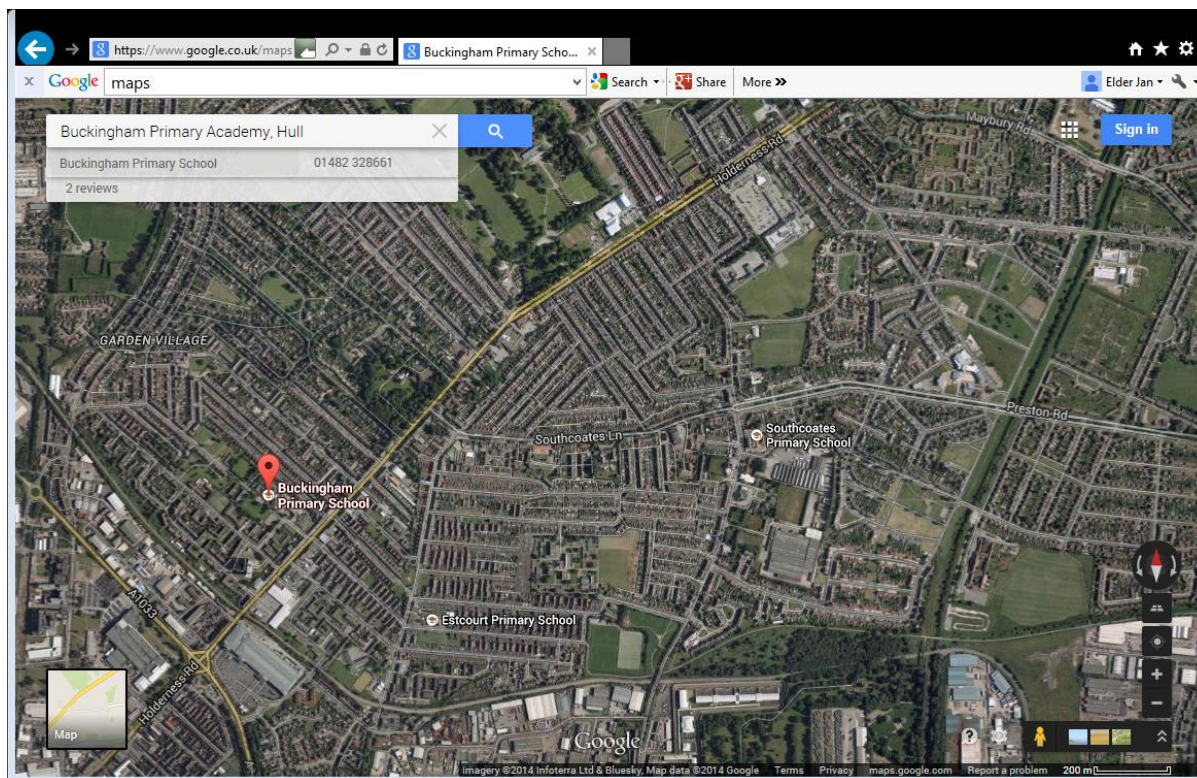 https://www.google.co.uk/maps
Buckingham Primary Scho...
Google maps
Search
Share
More »
Elder Jan
Buckingham Primary Academy, Hull
Buckingham Primary School 01482 328661
2 reviews
Sign in
Maybury Rd
Holderness Rd
GARDEN VILLAGE
Preston Rd
Southcoates Ln
Southcoates
Primary School
Buckingham
Primary School
A1033
Estcourt Primary School
Holderness Rd
Map
Google
Imagery ©2014 Infoterra Ltd & Bluesky, Map data ©2014 Google Terms Privacy maps.google.com Report a problem 200 m